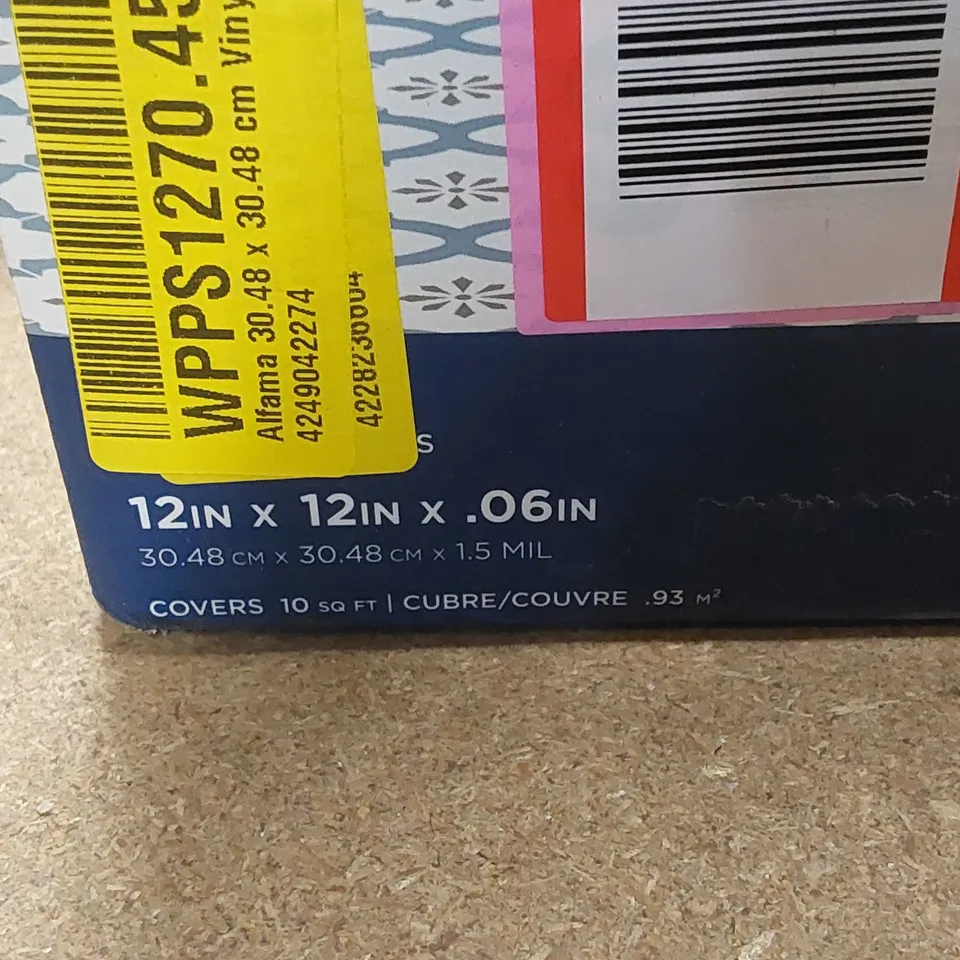 WPPS1270.45
Alfama 30.48 x 30.48 cm Viny
4249042274
S
12IN X 12IN X .06IN
30.48 CM X 30.48 CM X 1.5 MIL
COVERS 10 SQ FT | CUBRE/COUVRE .93 M²